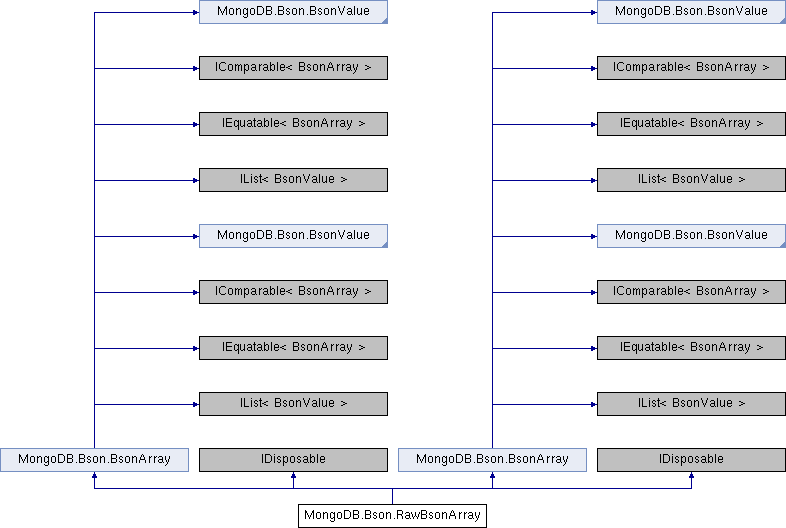 MongoDB.Bson.BsonValue MongoDB.Bson.BsonValue
IComparable< BsonArray > IComparable< BsonArray >
IEquatable< BsonArray > IEquatable< BsonArray >
IList< BsonValue > IList< BsonValue >
MongoDB.Bson.BsonValue MongoDB.Bson.BsonValue
IComparable< BsonArray > IComparable< BsonArray >
IEquatable< BsonArray > IEquatable< BsonArray >
IList< BsonValue > IList< BsonValue >
MongoDB.Bson.BsonArray IDisposable MongoDB.Bson.BsonArray IDisposable
MongoDB.Bson.RawBsonArray